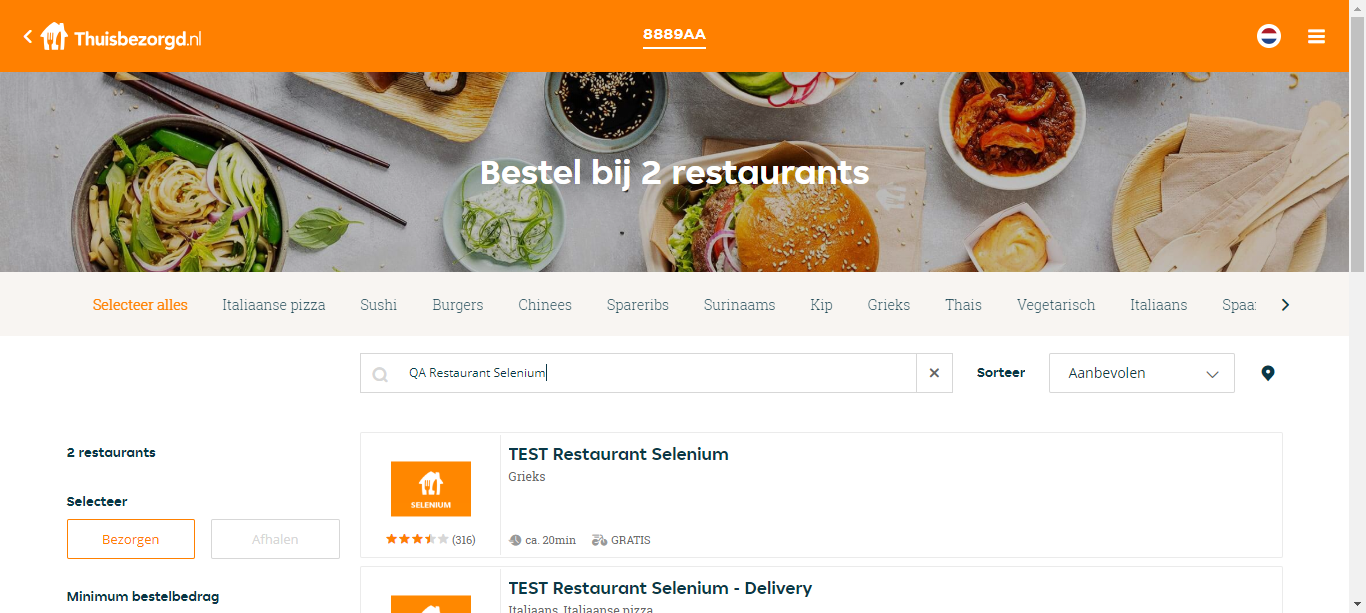 Thuisbezorgd.nl
8889AA
Bestel bij 2 restaurants
Selecteer alles Italiaanse pizza Sushi Burgers Chinees Spareribs Surinaams Kip Grieks Thais Vegetarisch Italiaans Spaa
QA Restaurant Selenium
Sorteer Aanbevolen
2 restaurants
Selecteer
Bezorgen Afhalen
Minimum bestelbedrag
SELENIUM
(316)
TEST Restaurant Selenium
Grieks
ca. 20min GRATIS
TEST Restaurant Selenium - Delivery
Italiaans, Italiaanse pizza